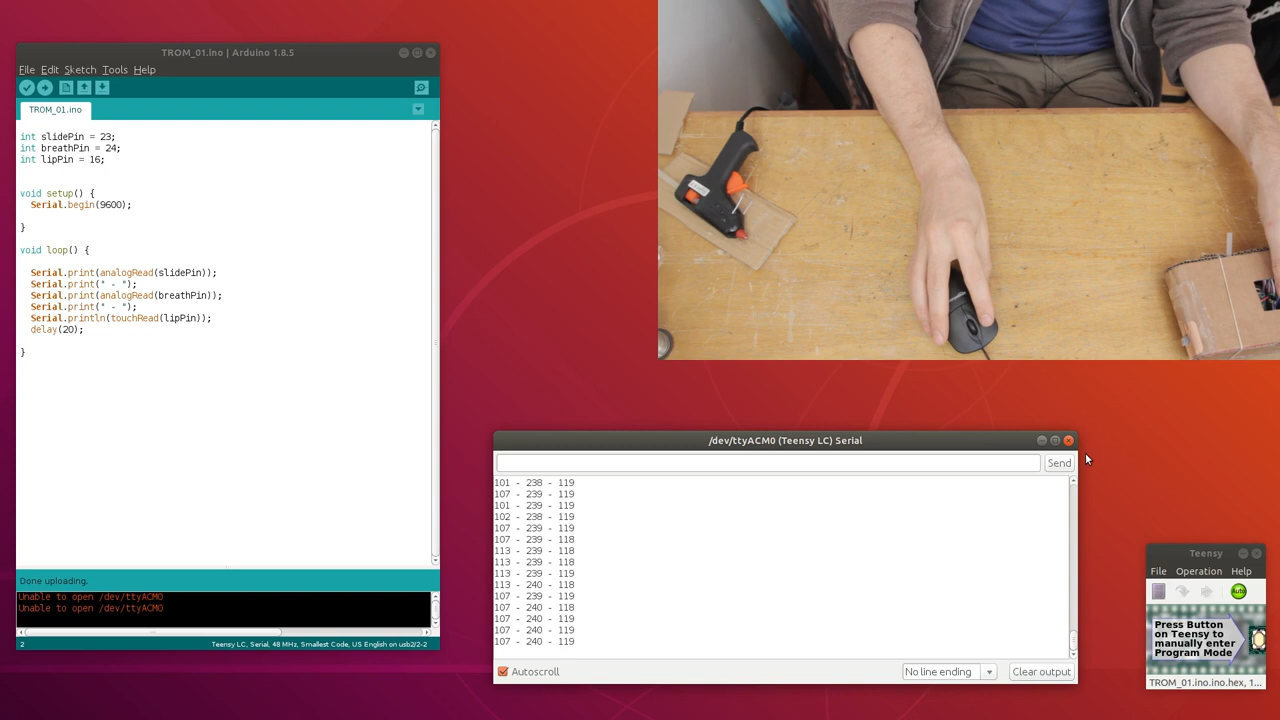 TROM_01.ino | Arduino 1.8.5
File Edit Sketch Tools Help
TROM_01.ino
int slidePin = 23;
int breathPin = 24;
int lipPin = 16;
void setup() {
Serial.begin(9600);
}
void loop() {
Serial.print(analogRead(slidePin));
Serial.print(" - ");
Serial.print(analogRead(breathPin));
Serial.print(" - ");
Serial.println(touchRead(lipPin));
delay(20);
}
Done uploading.
Unable to open /dev/ttyACM0
Unable to open /dev/ttyACM0
2
Teensy LC, Serial, 48 MHz, Smallest Code, US English on usb2/2-2
/dev/ttyACM0 (Teensy LC) Serial
Send
101 - 238 - 119
107 - 239 - 119
101 - 239 - 119
102 - 238 - 119
107 - 239 - 119
107 - 239 - 118
113 - 239 - 118
113 - 239 - 118
113 - 239 - 119
113 - 240 - 118
107 - 239 - 119
107 - 240 - 118
107 - 240 - 119
107 - 240 - 119
107 - 240 - 119
Autoscroll
No line ending
Clear output
Teensy
File Operation Help
Auto
Press Button
on Teensy to
manually enter
Program Mode
TROM_01.ino.ino.hex, 1...